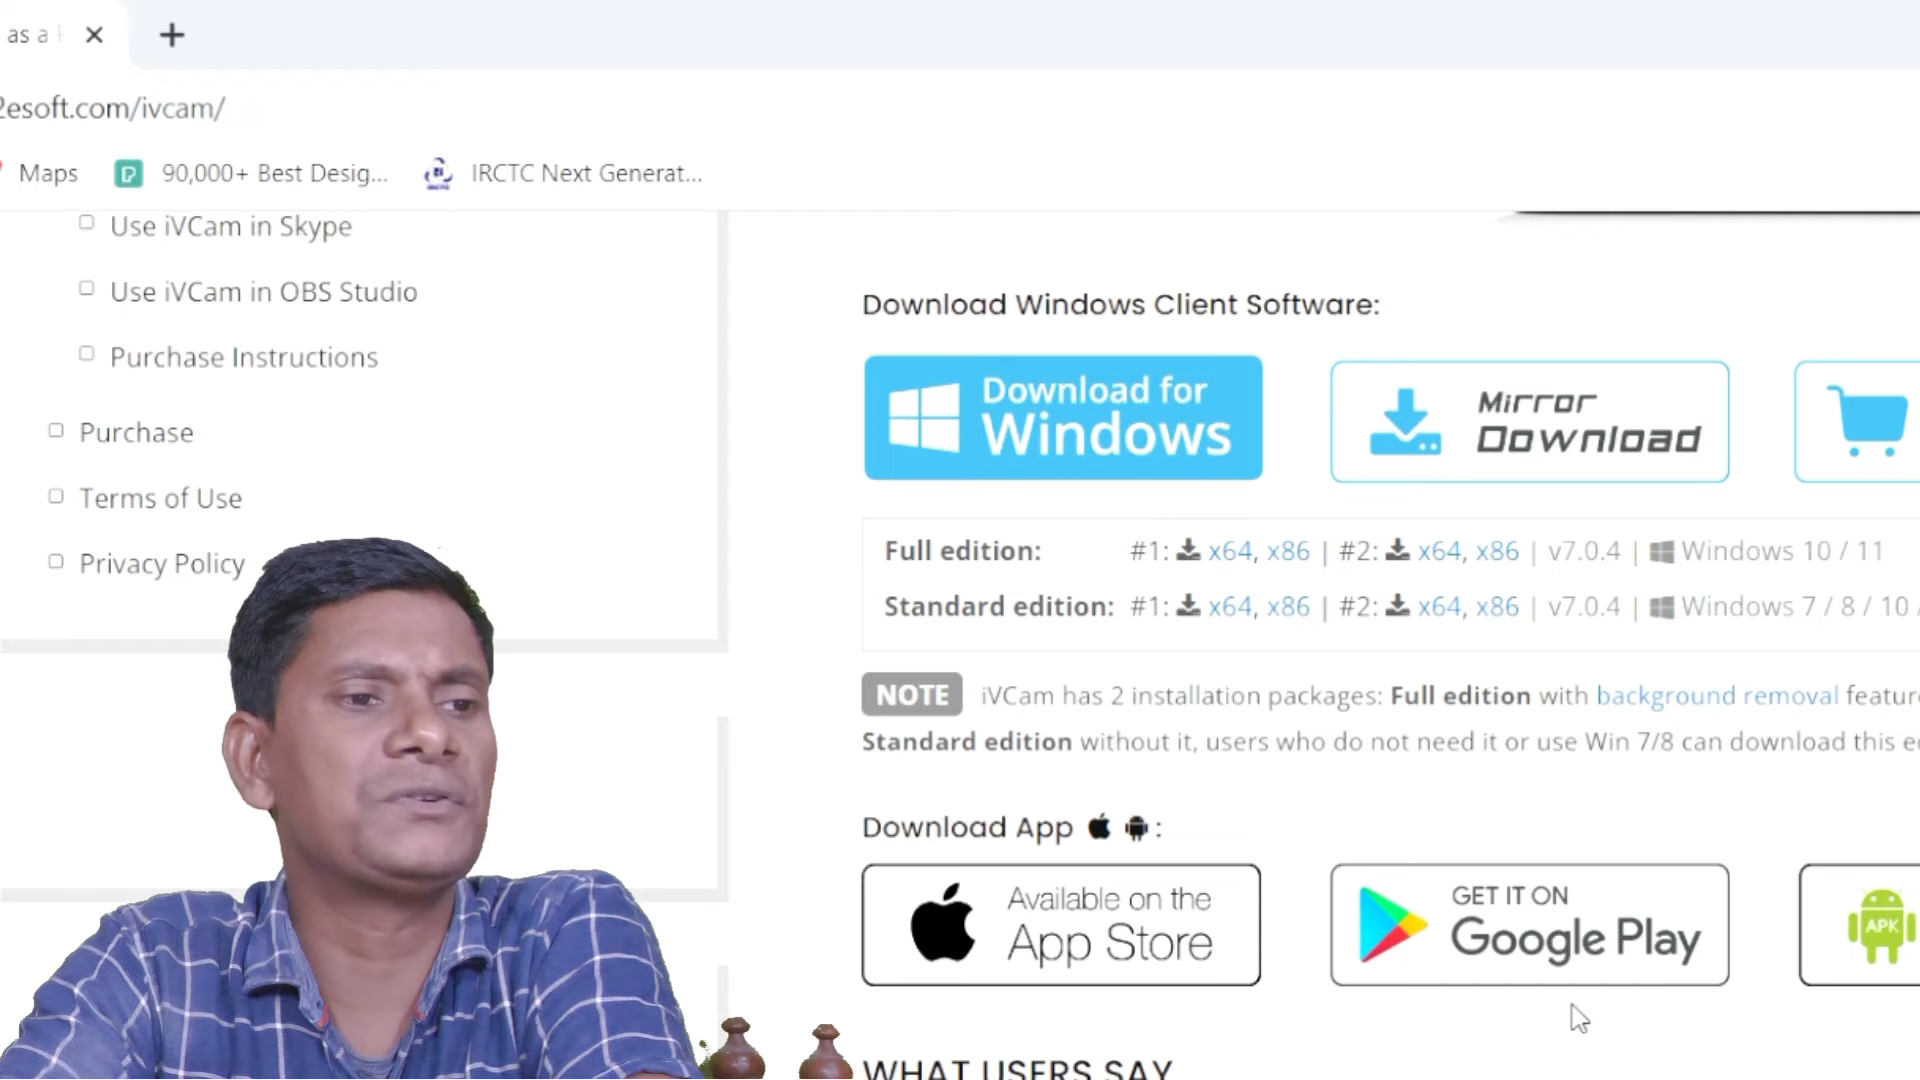 as a
2esoft.com/ivcam/
Maps 90,000+ Best Desig... IRCTC Next Generat...
Use iVCam in Skype
Use iVCam in OBS Studio
Purchase Instructions
Purchase
Terms of Use
Privacy Policy
Download Windows Client Software:
Download for
Windows
Mirror
Download
Full edition: #1: x64, x86 | #2: x64, x86 | v7.0.4 | Windows 10 / 11
Standard edition: #1: x64, x86 | #2: x64, x86 | v7.0.4 | Windows 7 / 8 / 10
NOTE iVCam has 2 installation packages: Full edition with background removal featur
Standard edition without it, users who do not need it or use Win 7/8 can download this e
Download App :
Available on the
App Store
GET IT ON
Google Play
APK
WHAT USERS SAY